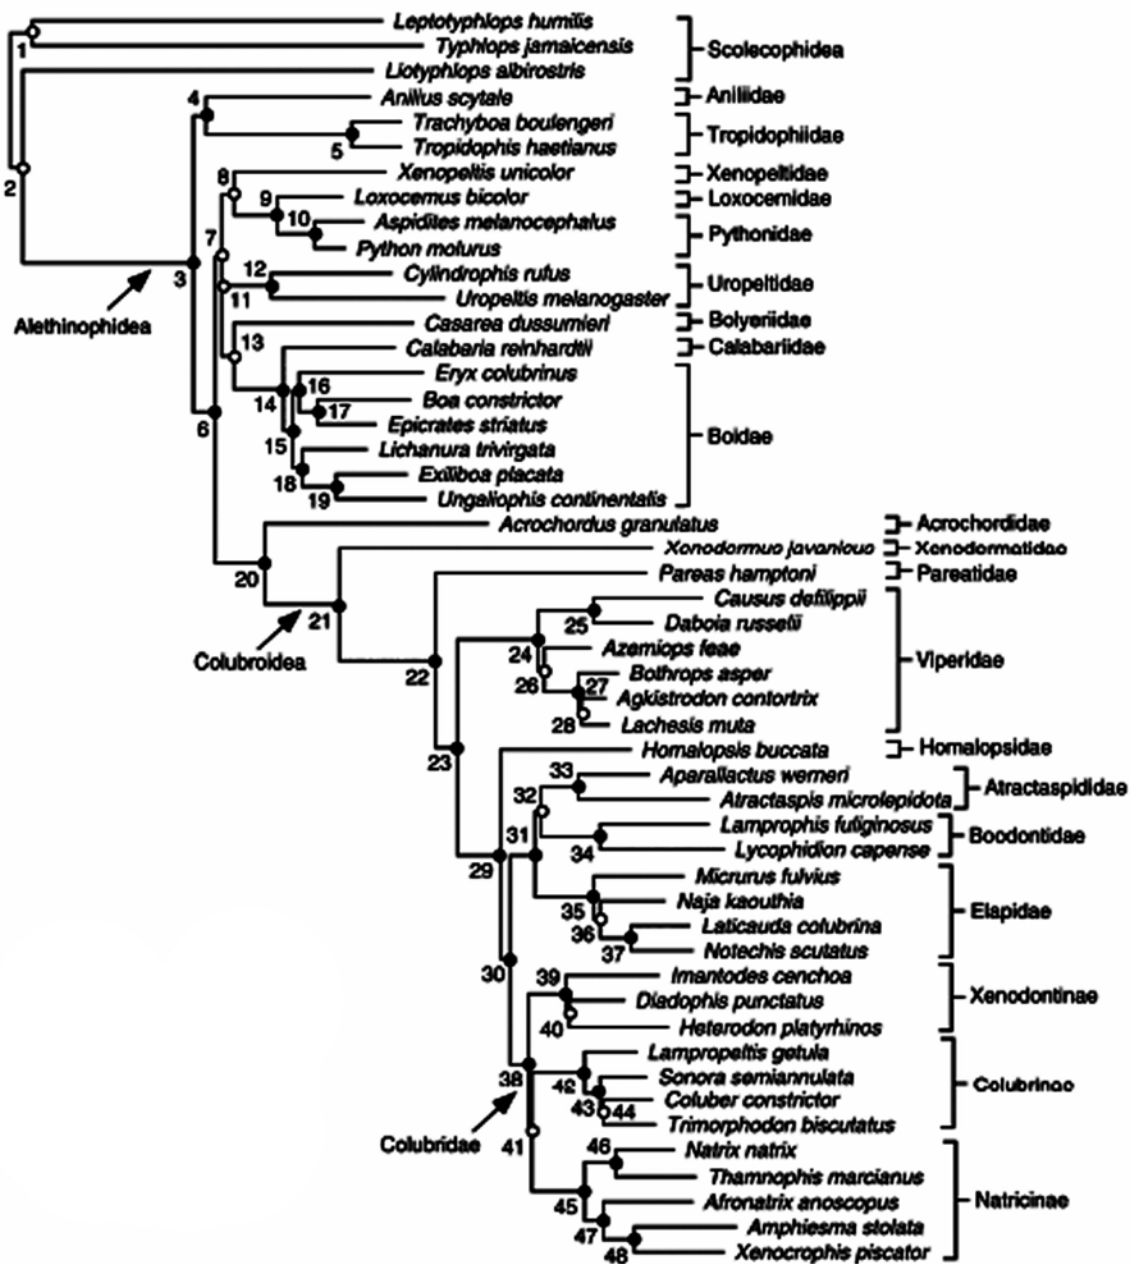 Leptotyphlops humilis
1
Typhlops jamaicensis
Scolecophidea
Liotyphlops albirostris
4
Anilius scytale
Aniliidae
Trachyboa boulengeri
Tropidophiidae
5
Tropidophis haetianus
2
8
Xenopeltis unicolor
Xenopeltidae
9
Loxocemus bicolor
Loxocemidae
10
Aspidites melanocephalus
Pythonidae
7
Python molurus
3
12
Cylindrophis rufus
Uropeltidae
11
Uropeltis melanogaster
Alethinophidea
Casarea dussumieri
Bolyeriidae
13
Calabaria reinhardtii
Calabariidae
16
Eryx colubrinus
14
17
Boa constrictor
6
Epicrates striatus
Boidae
15
Lichanura trivirgata
18
Exiliboa placata
19
Ungaliophis continentalis
Acrochordus granulatus
Acrochordidae
20
Xenodermus javanicus
Xenodermatidae
21
Pareas hamptoni
Pareatidae
Colubroidea
Causus defilippii
25
Daboia russelii
24
Azemiops feae
Viperidae
22
26
27
Bothrops asper
Agkistrodon contortrix
28
Lachesis muta
23
Homalopsis buccata
Homalopsidae
33
Aparallactus werneri
Atractaspididae
32
Atractaspis microlepidota
31
Lamprophis fuliginosus
Boodontidae
34
Lycophidion capense
29
Micrurus fulvius
35
Naja kaouthia
Elapidae
36
Laticauda colubrina
37
Notechis scutatus
30
39
Imantodes cenchoa
Diadophis punctatus
Xenodontinae
40
Heterodon platyrhinos
Lampropeltis getula
38
42
Sonora semiannulata
Colubrinae
43
44
Coluber constrictor
Trimorphodon biscutatus
Colubridae
41
46
Natrix natrix
Thamnophis marcianus
45
Afronatrix anoscopus
Natricinae
47
Amphiesma stolata
48
Xenocrophis piscator